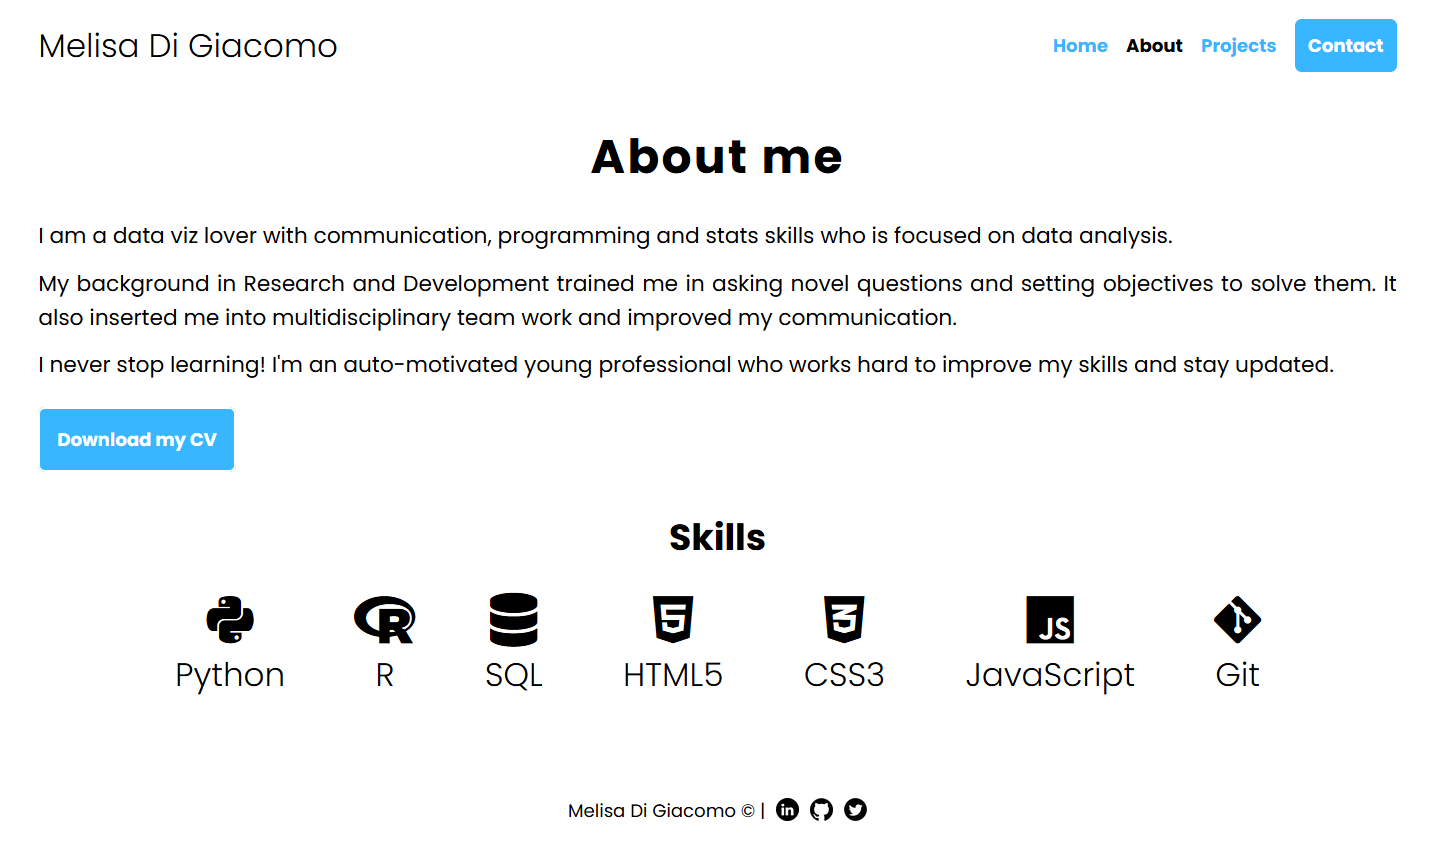 Melisa Di Giacomo
Home About Projects Contact
About me
I am a data viz lover with communication, programming and stats skills who is focused on data analysis.
My background in Research and Development trained me in asking novel questions and setting objectives to solve them. It
also inserted me into multidisciplinary team work and improved my communication.
I never stop learning! I'm an auto-motivated young professional who works hard to improve my skills and stay updated.
Download my CV
Skills
R
5
3
JS
Python R SQL HTML5 CSS3 JavaScript Git
Melisa Di Giacomo © | in